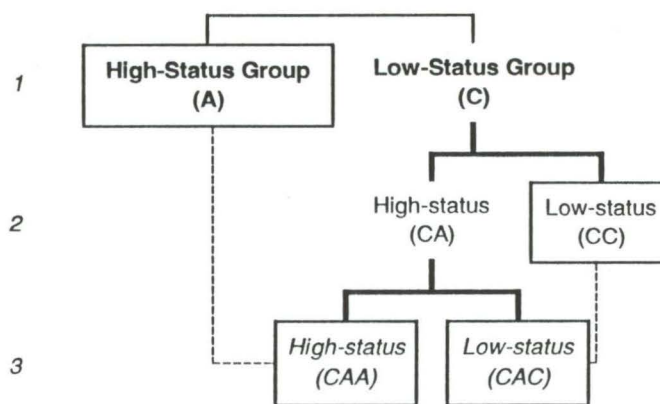 1
High-Status Group
(A)
Low-Status Group
(C)
2
High-status
(CA)
Low-status
(CC)
3
High-status
(CAA)
Low-status
(CAC)